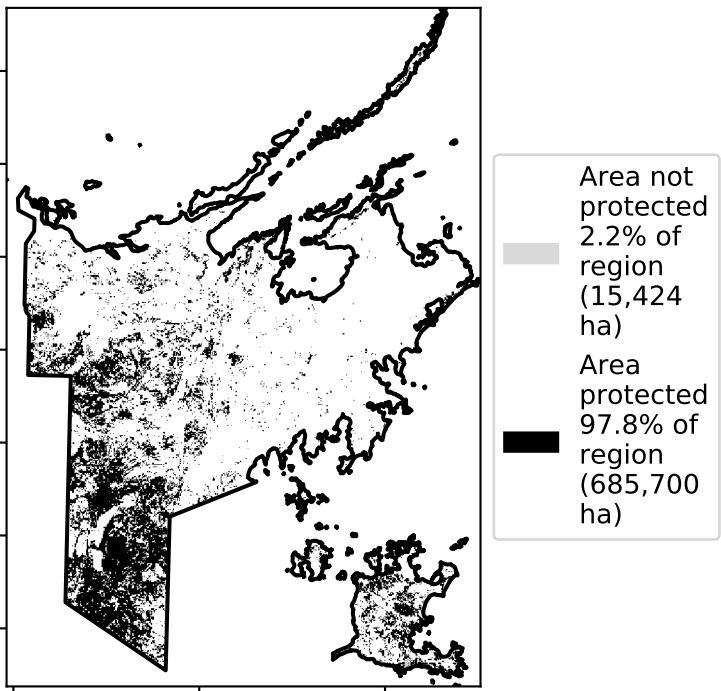 Area not
protected
2.2% of
region
(15,424
ha)
Area
protected
97.8% of
region
(685,700
ha)